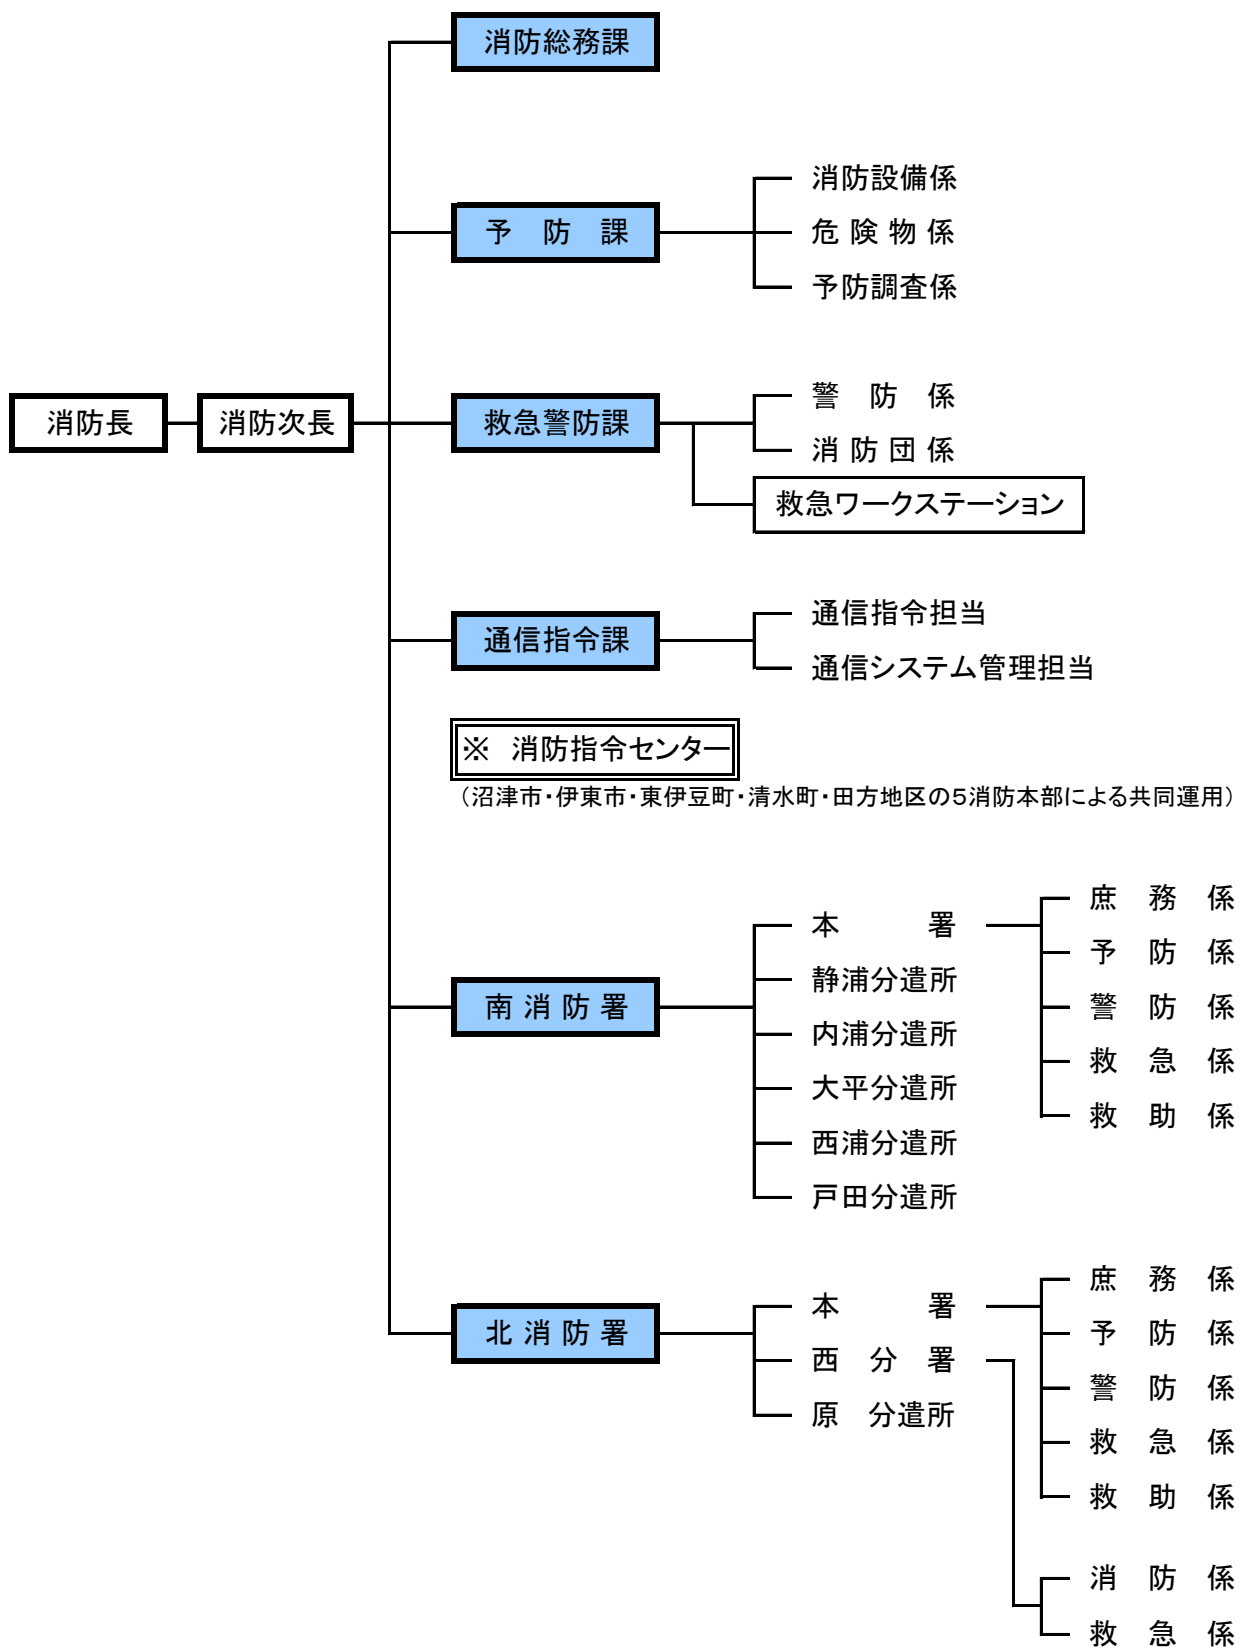 消防総務課
消防設備係
予　防　課
危 険 物 係
予防調査係
消防長
消防次長
救急警防課
警　防　係
消 防 団 係
救急ワークステーション
通信指令課
通信指令担当
通信システム管理担当
※　消防指令センター
（沼津市・伊東市・東伊豆町・清水町・田方地区の５消防本部による共同運用）
南 消 防 署
本　　　署
静浦分遣所
内浦分遣所
大平分遣所
西浦分遣所
戸田分遣所
庶　務　係
予　防　係
警　防　係
救　急　係
救　助　係
北 消 防 署
本　　　署
西　分　署
原　分遣所
庶　務　係
予　防　係
警　防　係
救　急　係
救　助　係
消　防　係
救　急　係